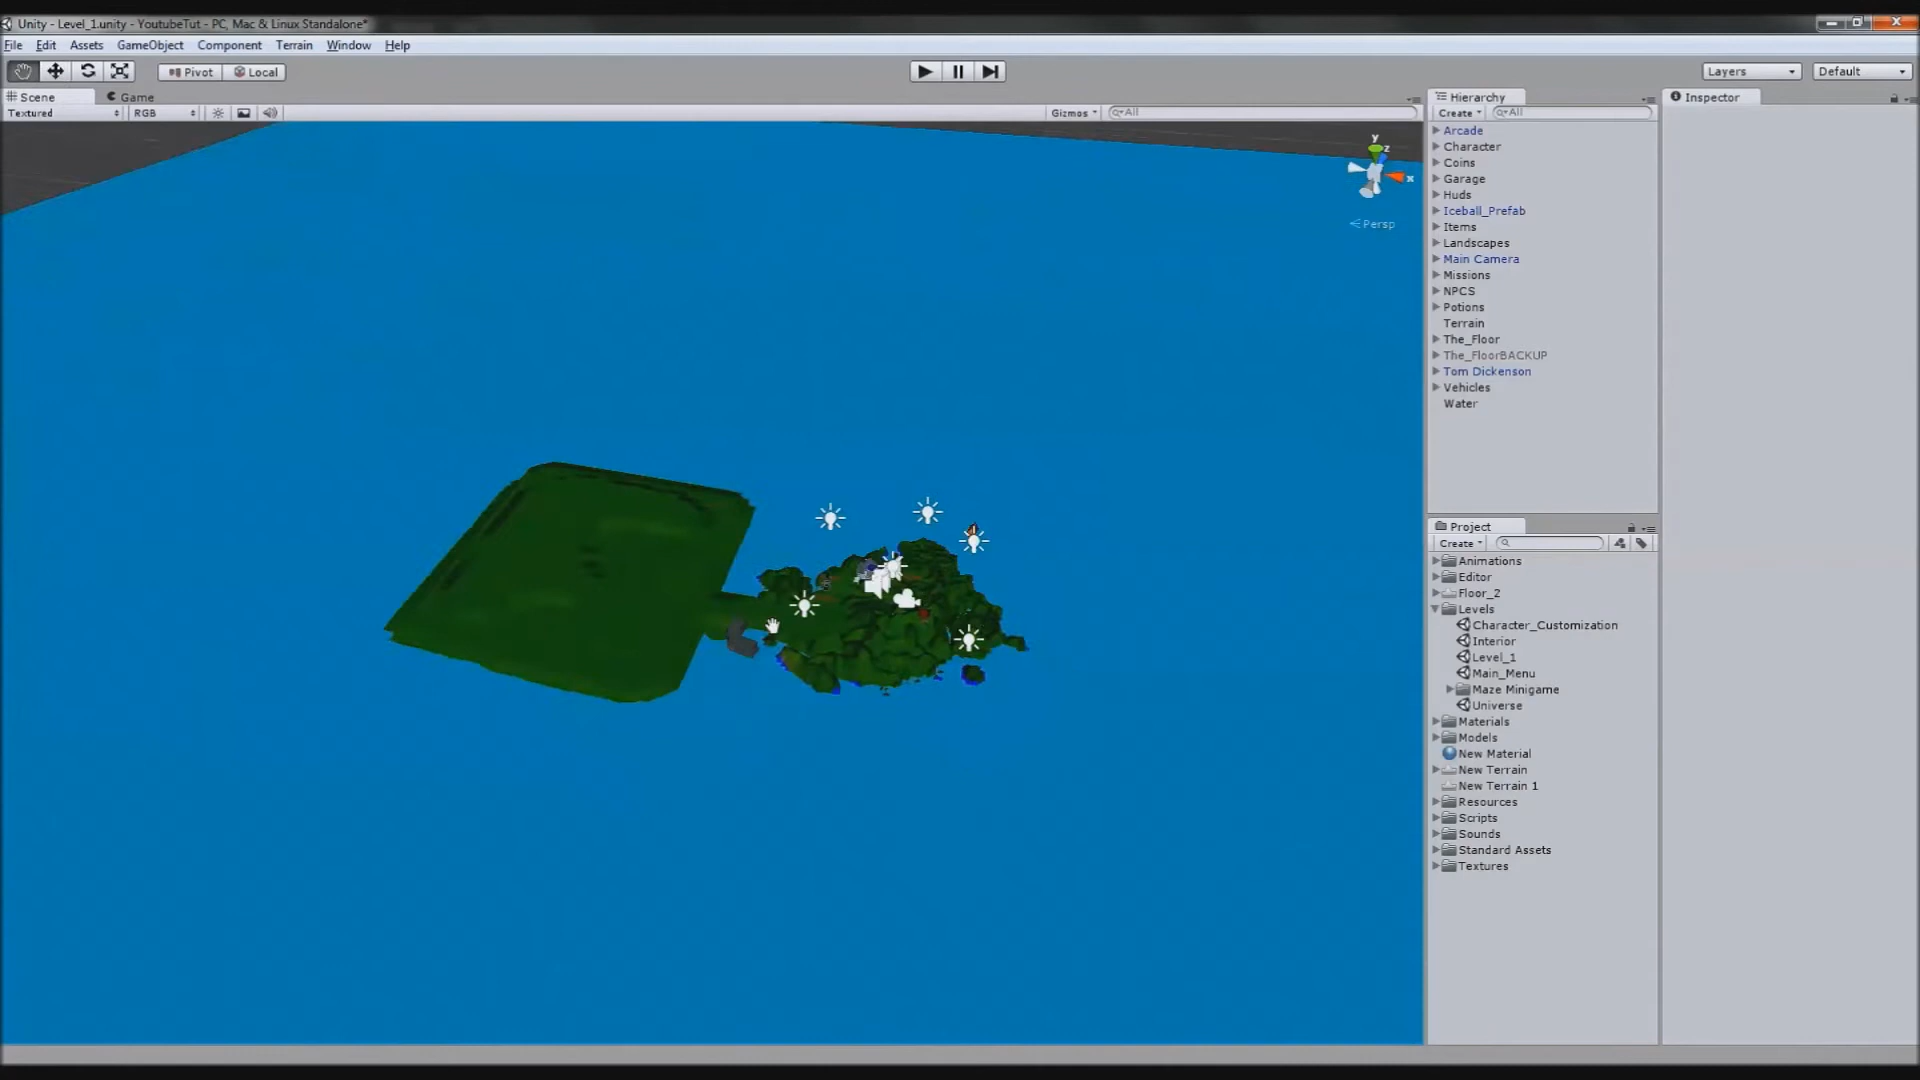 Unity - Level_1.unity - YoutubeTut - PC, Mac & Linux Standalone*
File Edit Assets GameObject Component Terrain Window Help
Pivot Local Layers Default
Scene Game
Textured RGB Gizmos All
y
z
x
Persp
Hierarchy
Create All
Arcade
Character
Coins
Garage
Huds
Iceball_Prefab
Items
Landscapes
Main Camera
Missions
NPCS
Potions
Terrain
The_Floor
The_FloorBACKUP
Tom Dickenson
Vehicles
Water
Project
Create
Animations
Editor
Floor_2
Levels
Character_Customization
Interior
Level_1
Main_Menu
Maze Minigame
Universe
Materials
Models
New Material
New Terrain
New Terrain 1
Resources
Scripts
Sounds
Standard Assets
Textures
Inspector